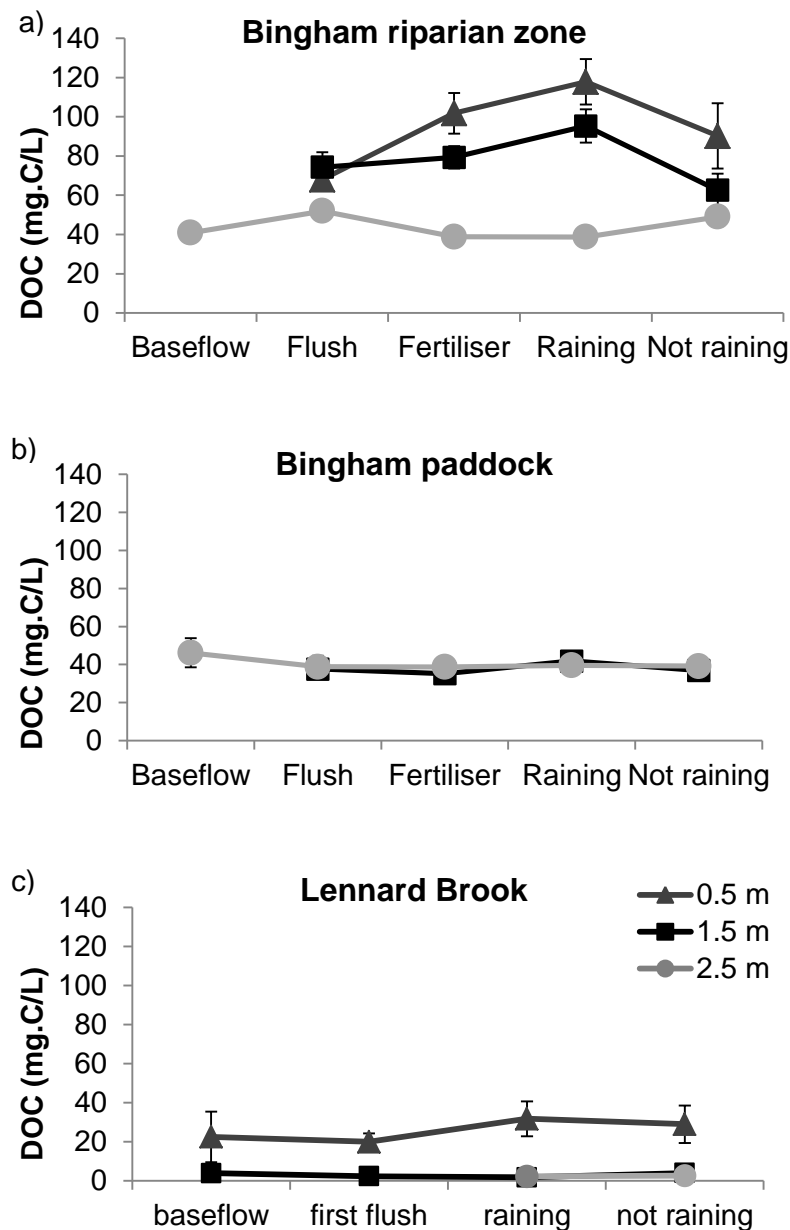 a)
Bingham riparian zone
DOC (mg.C/L)
140
120
100
80
60
40
20
0
Baseflow Flush Fertiliser Raining Not raining
b)
Bingham paddock
DOC (mg.C/L)
140
120
100
80
60
40
20
0
Baseflow Flush Fertiliser Raining Not raining
c)
Lennard Brook
DOC (mg.C/L)
140
120
100
80
60
40
20
0
0.5 m
1.5 m
2.5 m
baseflow first flush raining not raining